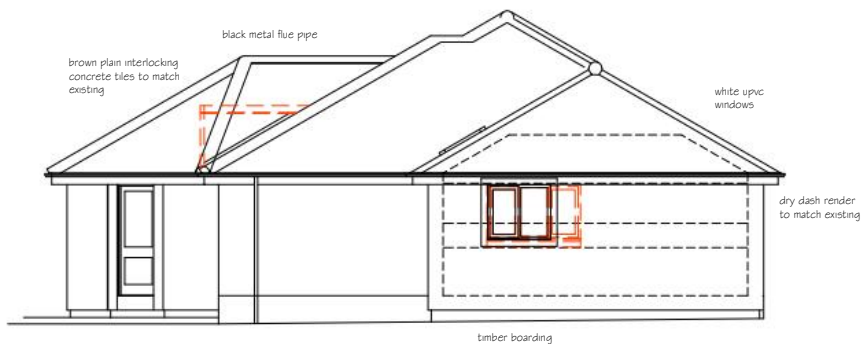 black metal flue pipe
brown plain interlocking
concrete tiles to match
existing
white upvc
windows
dry dash render
to match existing
timber boarding